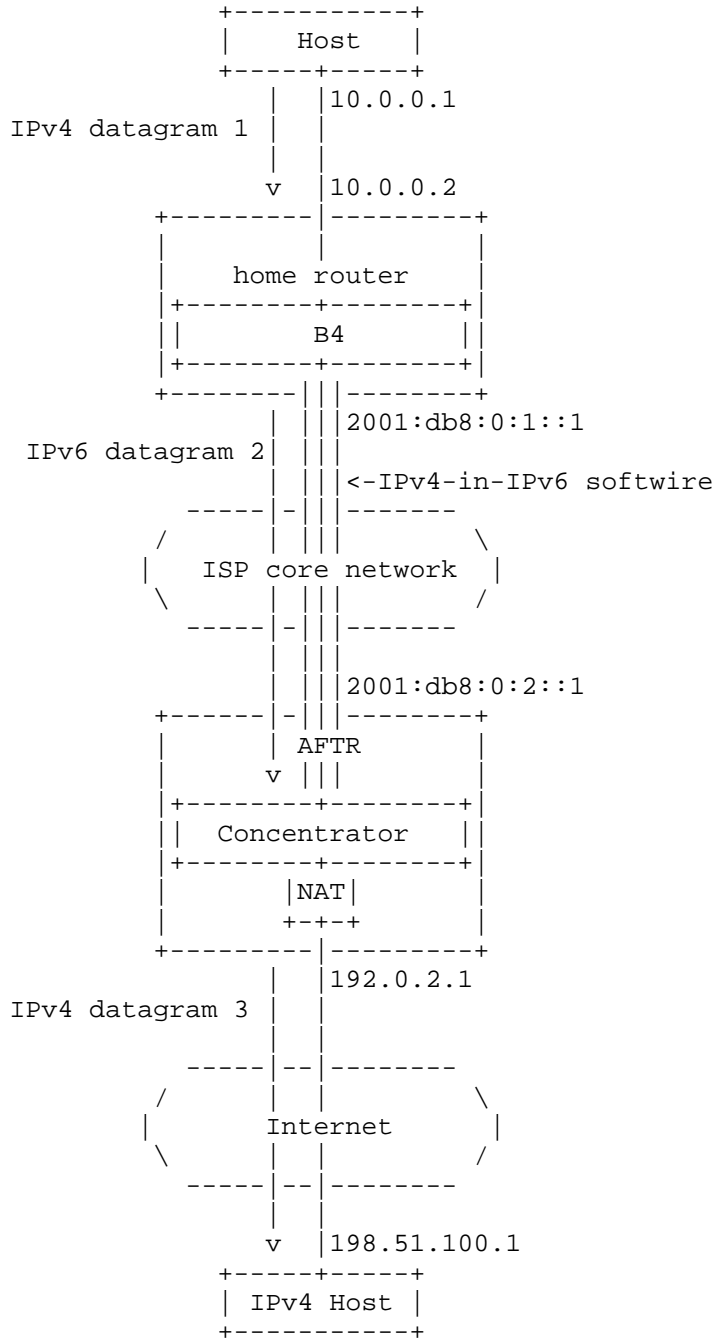 Host
10.0.0.1
IPv4 datagram 1
10.0.0.2
home router
B4
2001:db8:0:1::1
IPv6 datagram 2
<-IPv4-in-IPv6 softwire
ISP core network
2001:db8:0:2::1
AFTR
Concentrator
NAT
192.0.2.1
IPv4 datagram 3
Internet
198.51.100.1
IPv4 Host